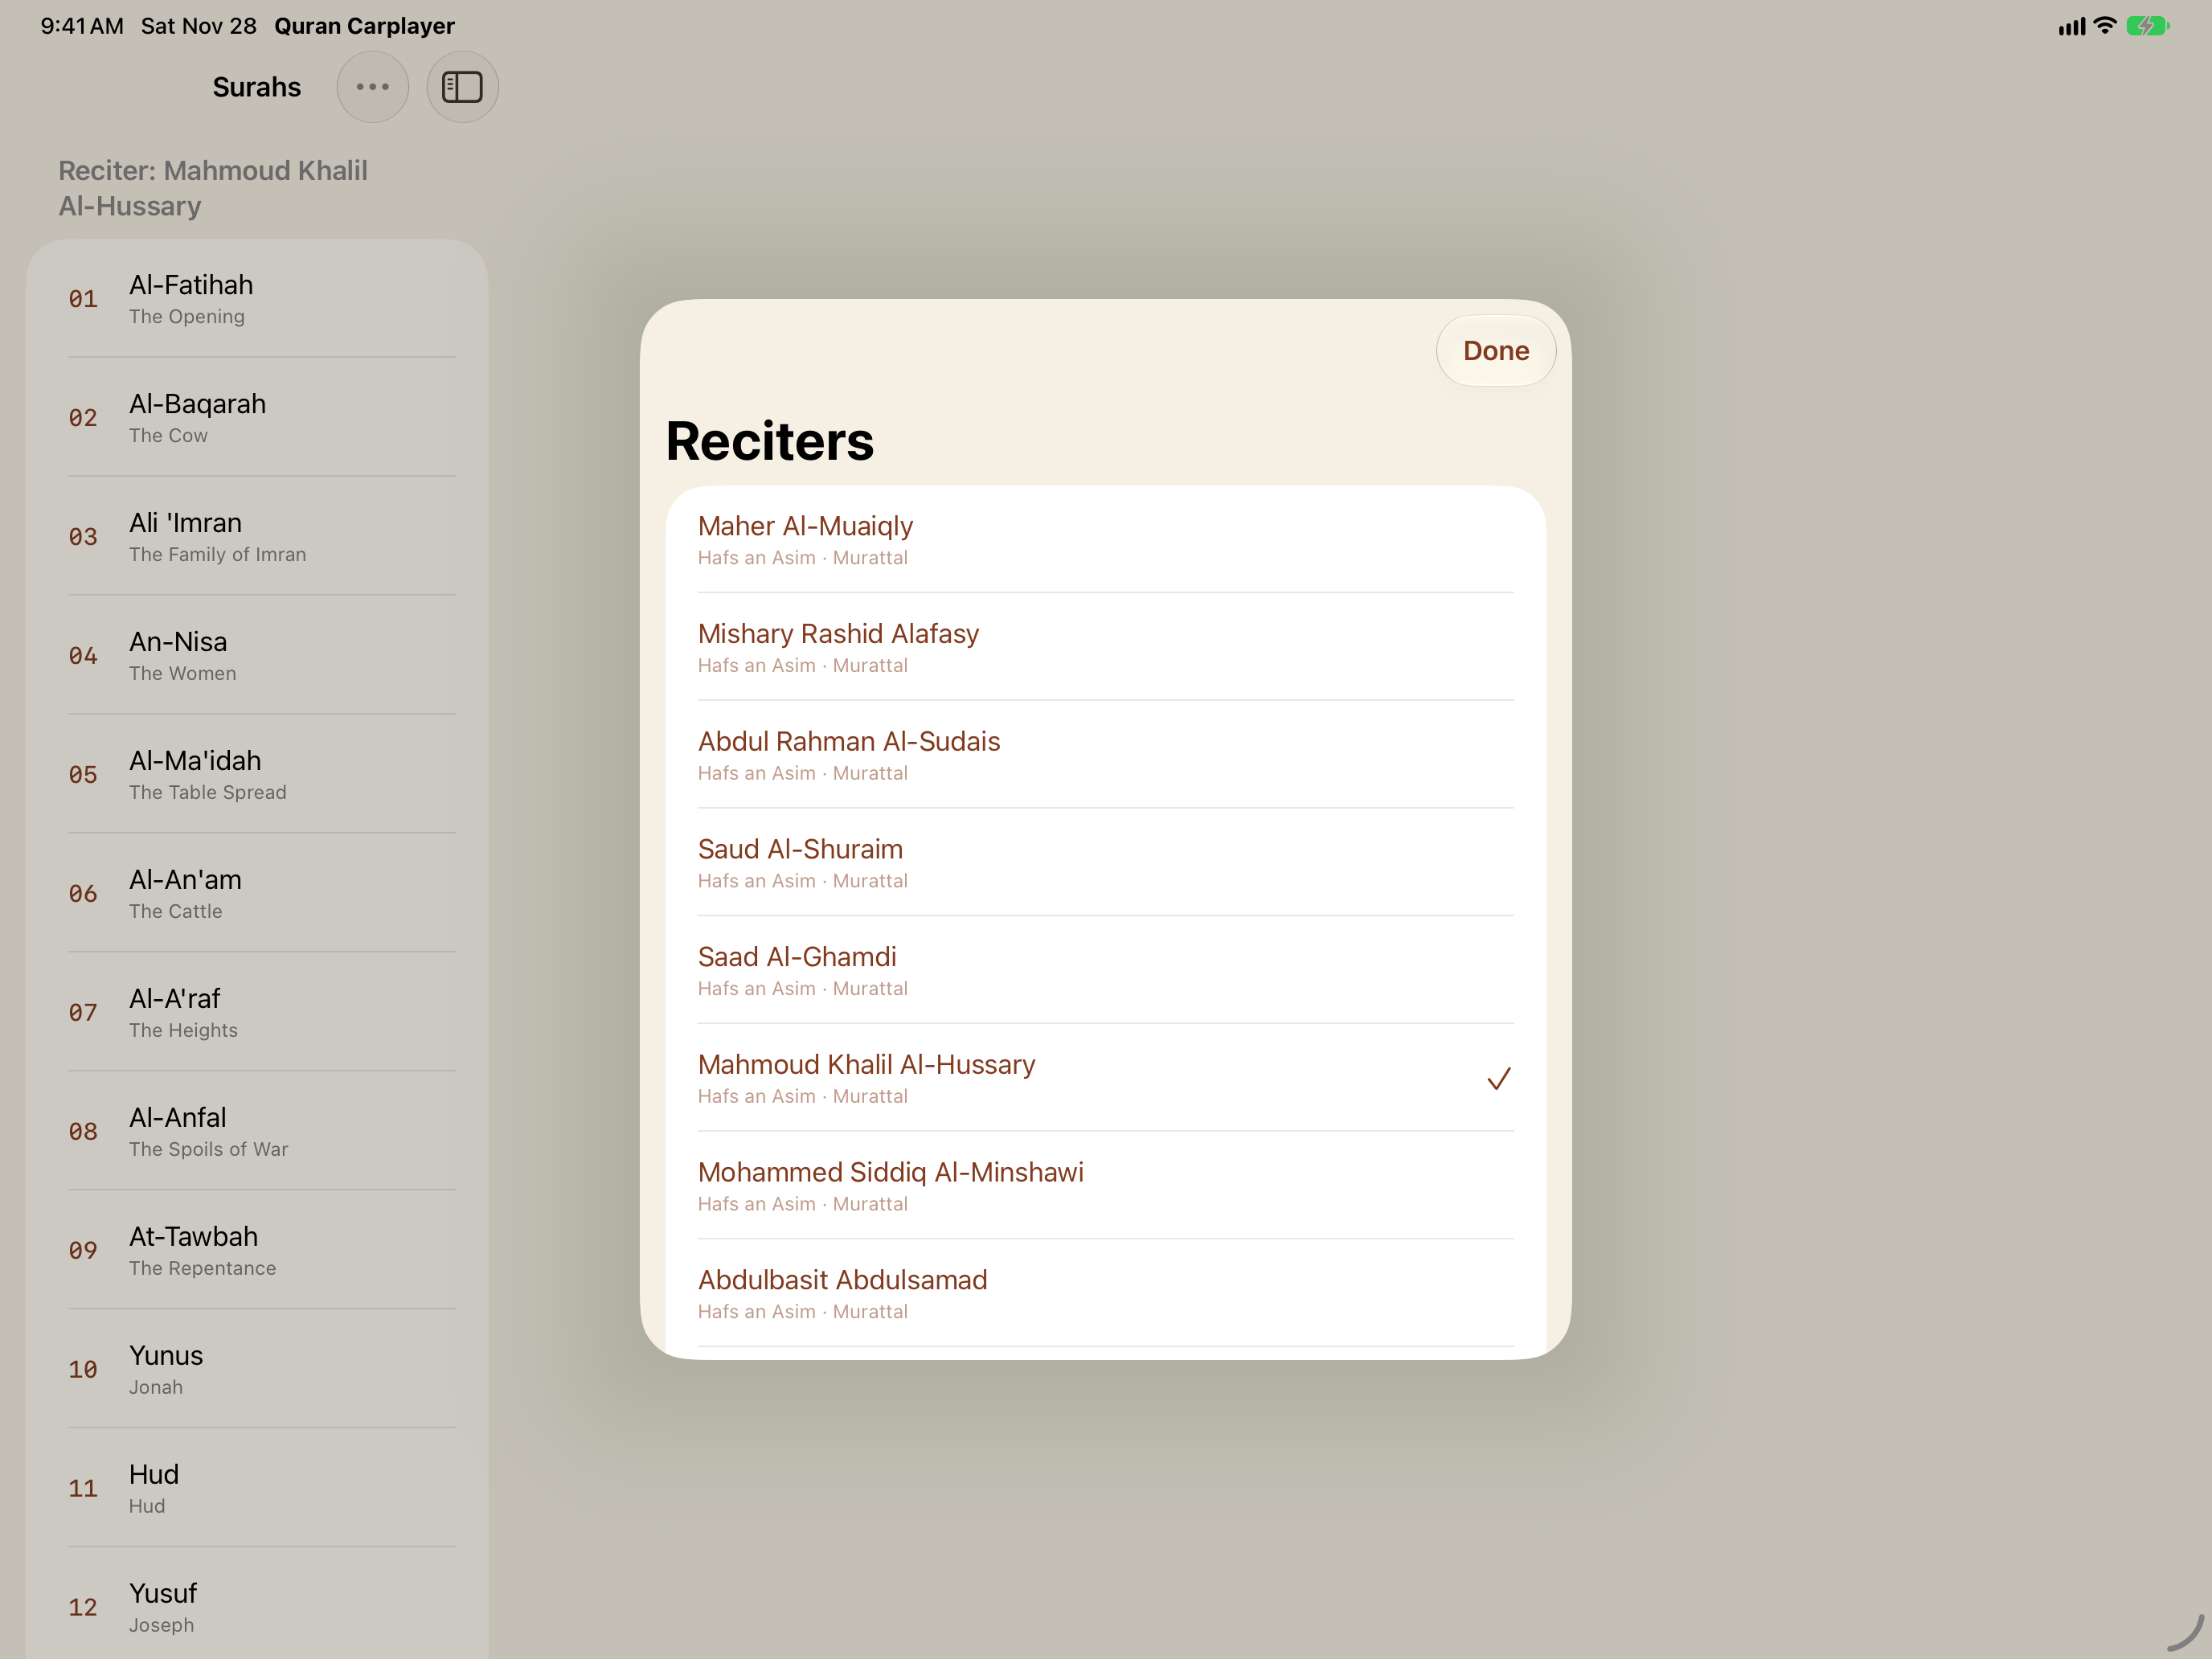 9:41 AM Sat Nov 28 Quran Carplayer
Surahs
Reciter: Mahmoud Khalil
Al-Hussary
01 Al-Fatihah
The Opening
02 Al-Baqarah
The Cow
03 Ali 'Imran
The Family of Imran
04 An-Nisa
The Women
05 Al-Ma'idah
The Table Spread
06 Al-An'am
The Cattle
07 Al-A'raf
The Heights
08 Al-Anfal
The Spoils of War
09 At-Tawbah
The Repentance
10 Yunus
Jonah
11 Hud
Hud
12 Yusuf
Joseph
Done
Reciters
Maher Al-Muaiqly
Hafs an Asim · Murattal
Mishary Rashid Alafasy
Hafs an Asim · Murattal
Abdul Rahman Al-Sudais
Hafs an Asim · Murattal
Saud Al-Shuraim
Hafs an Asim · Murattal
Saad Al-Ghamdi
Hafs an Asim · Murattal
Mahmoud Khalil Al-Hussary
Hafs an Asim · Murattal
Mohammed Siddiq Al-Minshawi
Hafs an Asim · Murattal
Abdulbasit Abdulsamad
Hafs an Asim · Murattal